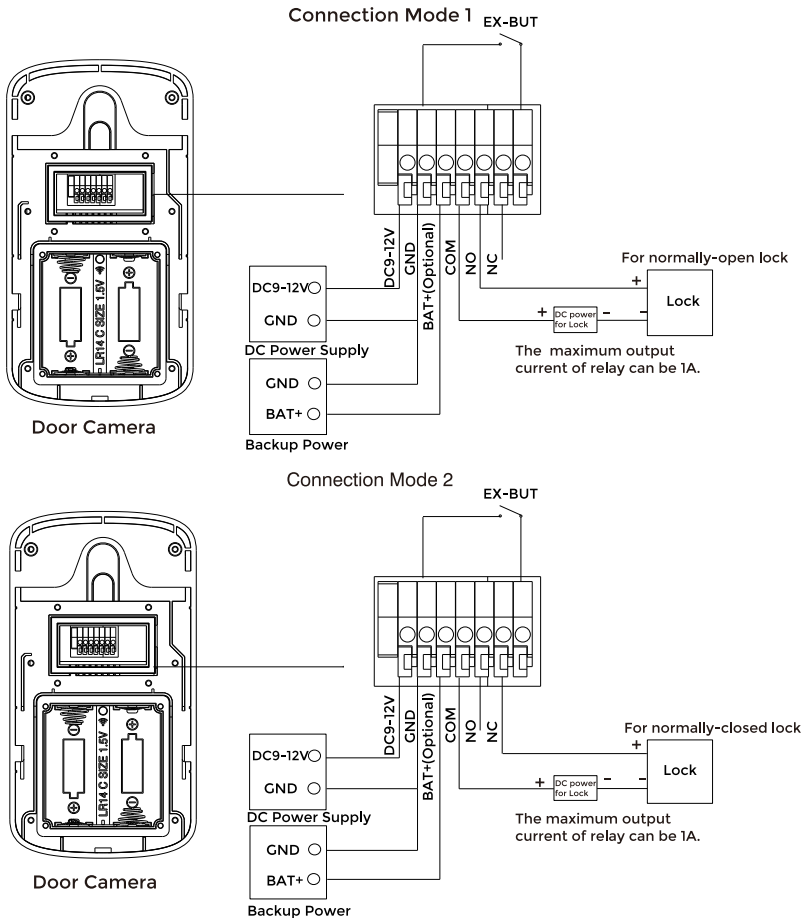 Connection Mode 1
EX-BUT
DC9-12V
GND
BAT+(Optional)
COM
NO
NC
LR14 C SIZE 1.5V
DC9-12V
GND
DC Power Supply
GND
BAT+
Backup Power
For normally-open lock
+
Lock
+
DC power
for Lock
-
-
The maximum output
current of relay can be 1A.
Door Camera
Connection Mode 2
EX-BUT
DC9-12V
GND
BAT+(Optional)
COM
NO
NC
LR14 C SIZE 1.5V
DC9-12V
GND
DC Power Supply
GND
BAT+
Backup Power
For normally-closed lock
+
Lock
+
DC power
for Lock
-
-
The maximum output
current of relay can be 1A.
Door Camera